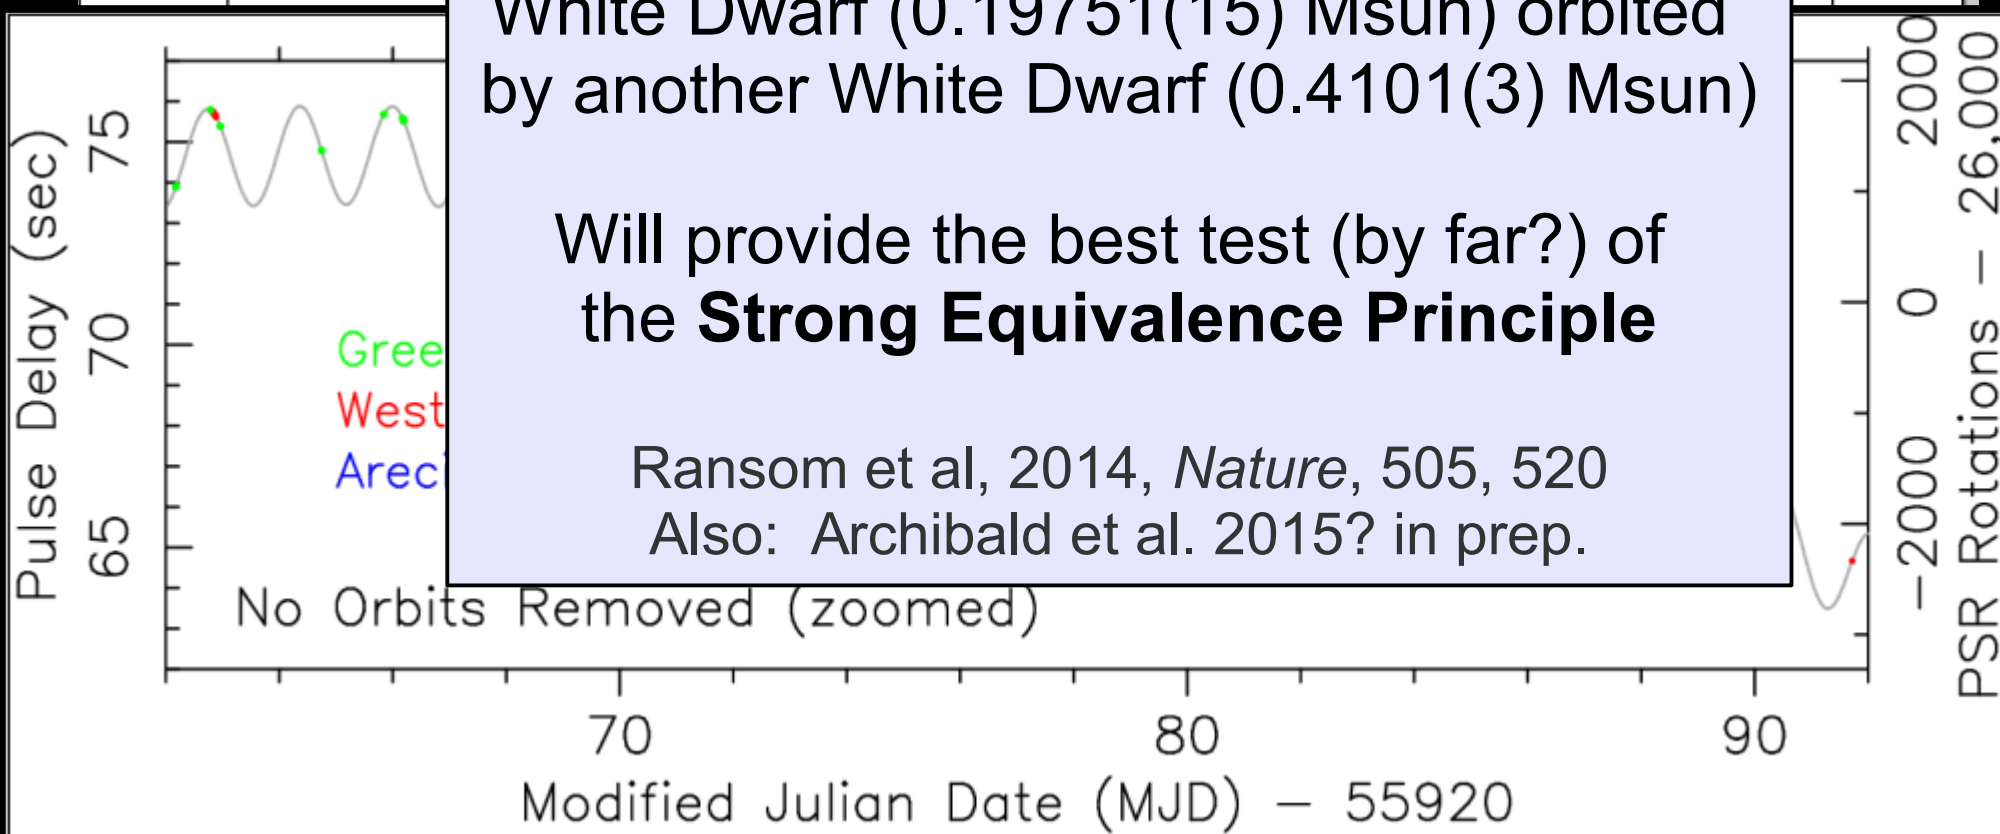 White Dwarf (0.19751(15) Msun) orbited
by another White Dwarf (0.4101(3) Msun)
Will provide the best test (by far?) of
the Strong Equivalence Principle
Ransom et al, 2014, Nature, 505, 520
Also: Archibald et al. 2015? in prep.
Pulse Delay (sec)
75
70
65
Gree
West
Arec
No Orbits Removed (zoomed)
70 80 90
Modified Julian Date (MJD) − 55920
2000
0
−2000
PSR Rotations − 26,000